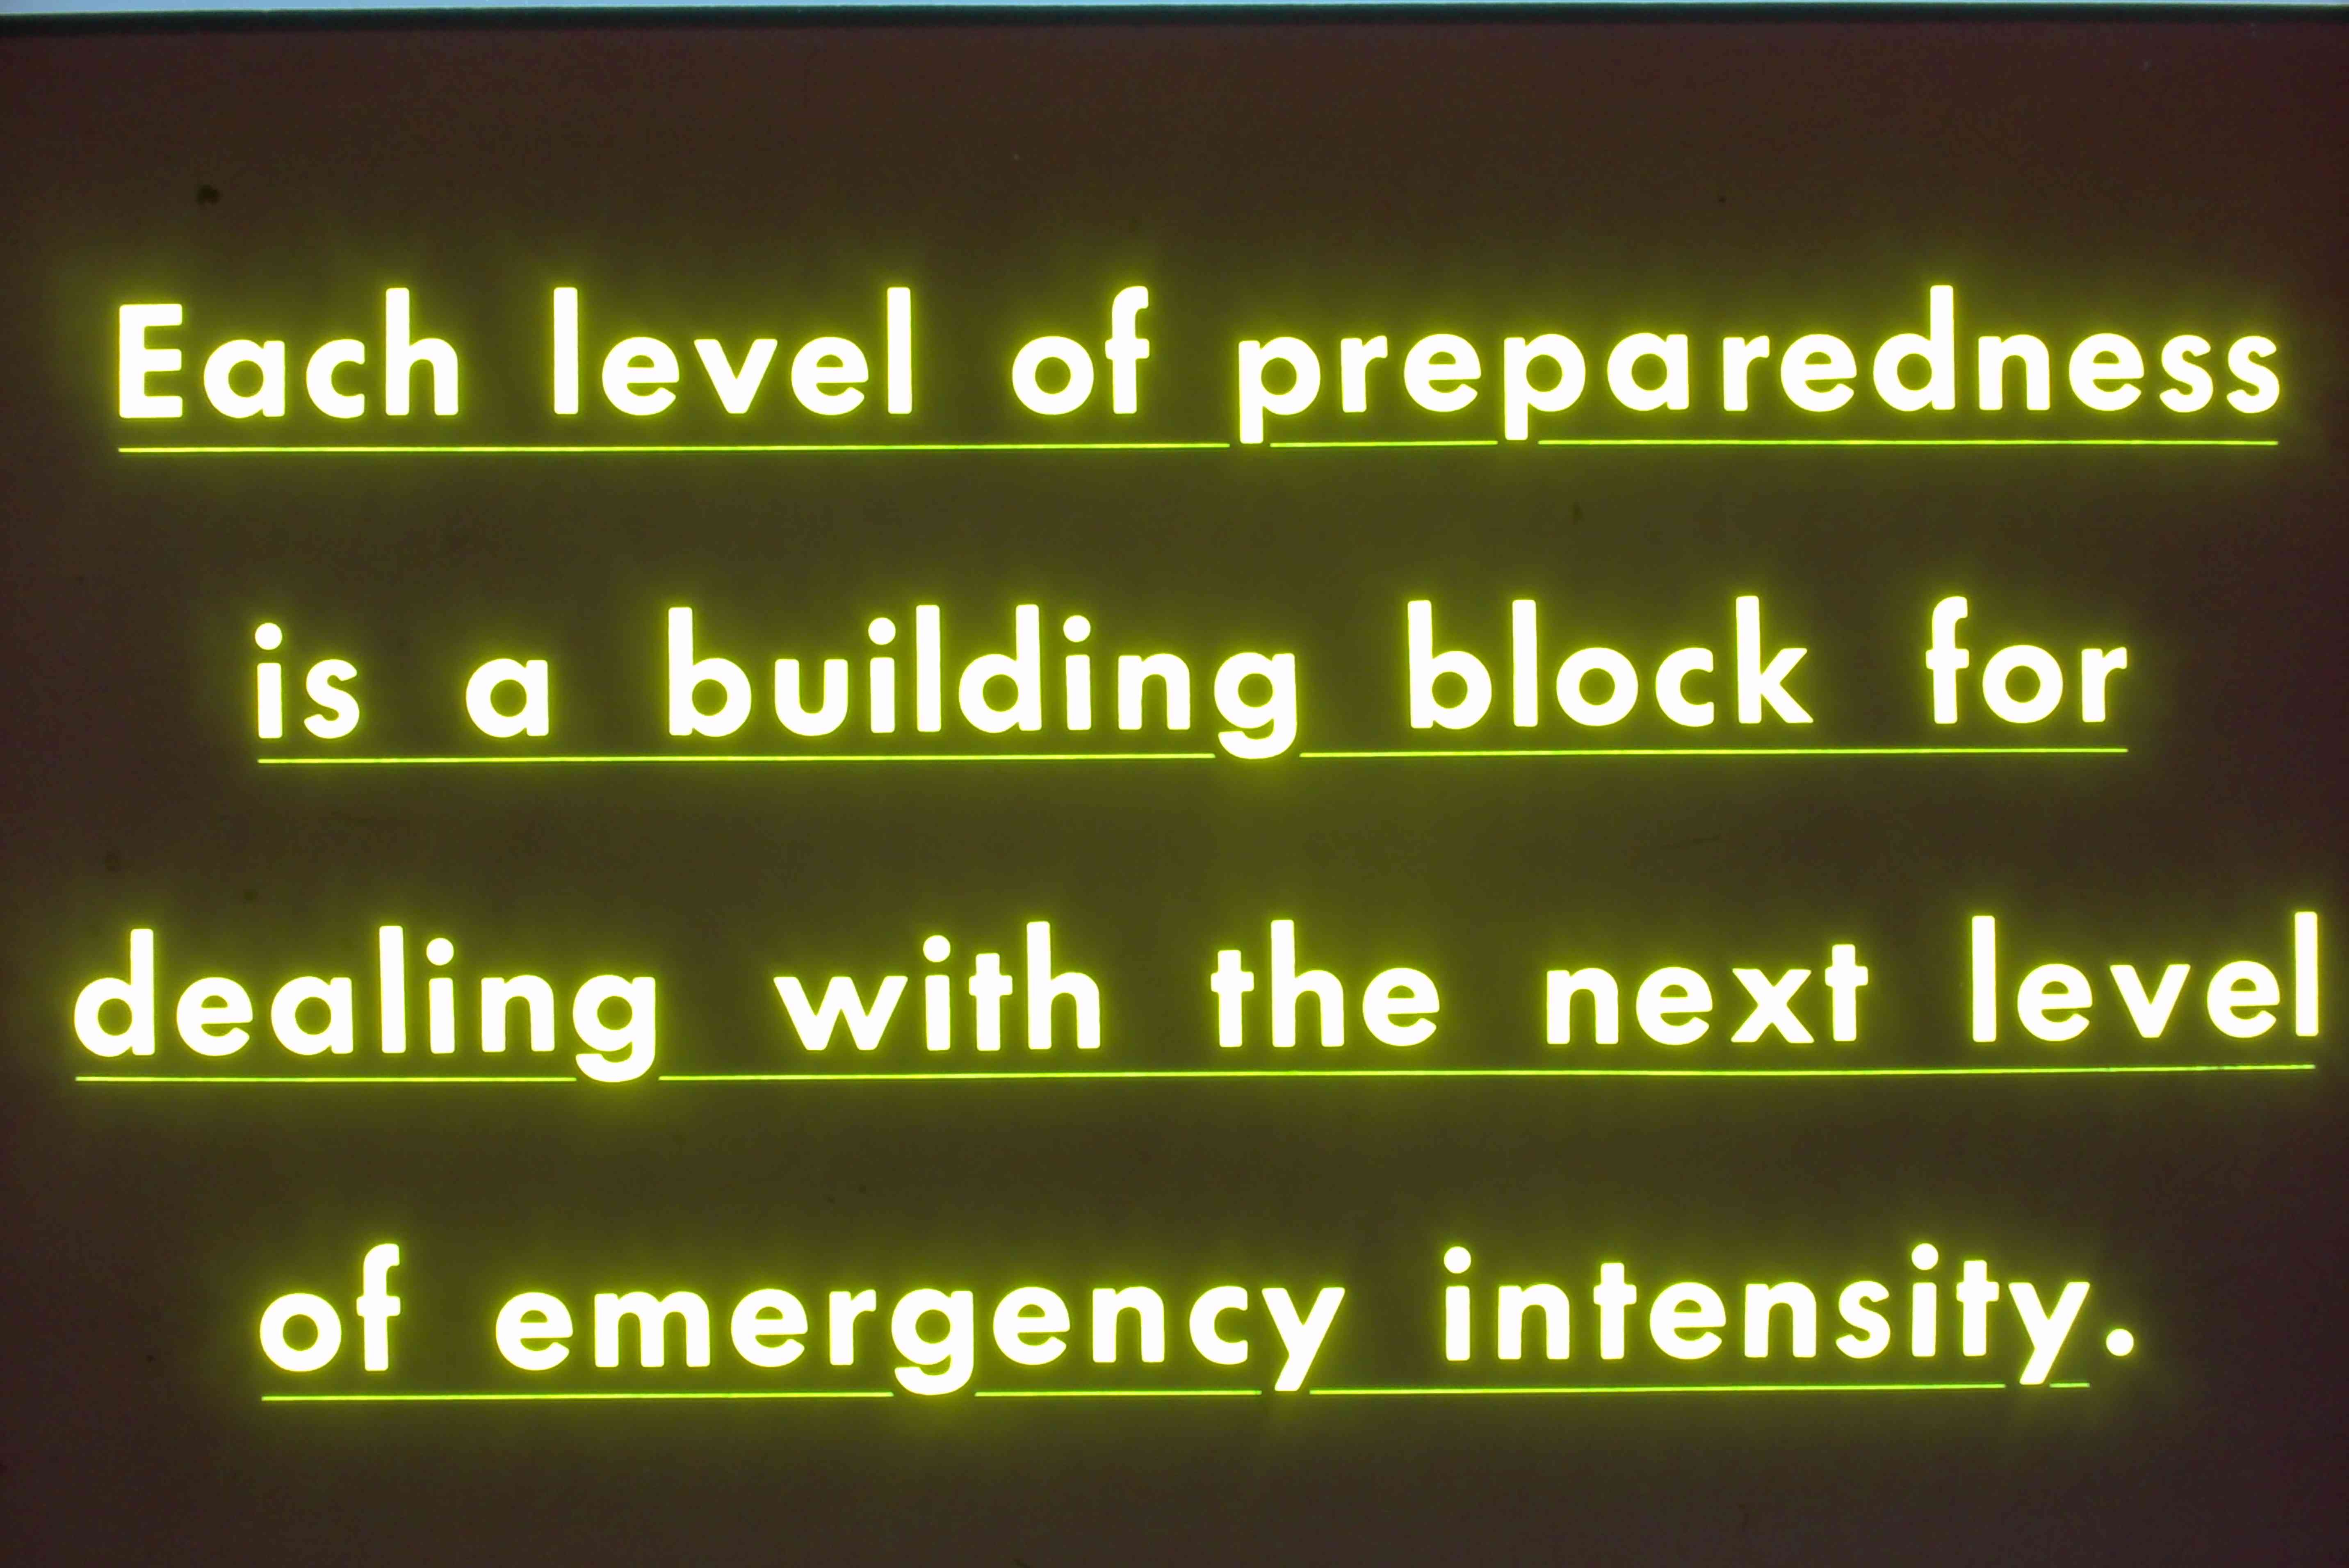 Each level of preparedness
is a building block for
dealing with the next level
of emergency intensity.